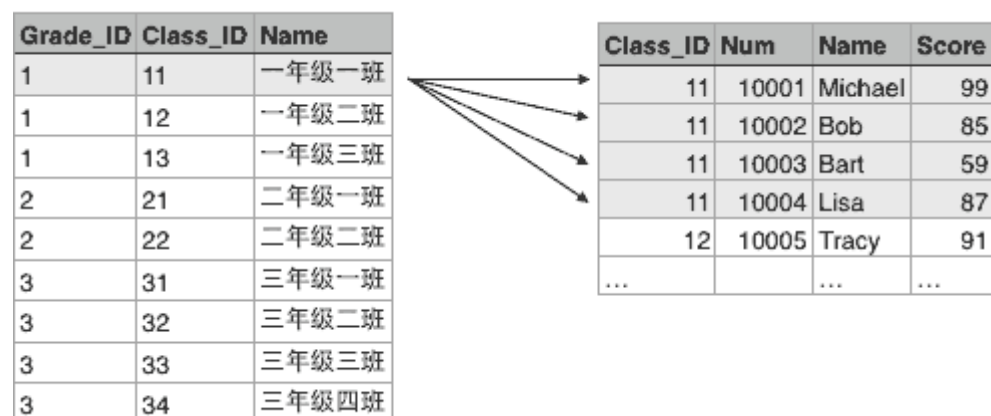 Grade_ID Class_ID Name
1 11 一年级一班
1 12 一年级二班
1 13 一年级三班
2 21 二年级一班
2 22 二年级二班
3 31 三年级一班
3 32 三年级二班
3 33 三年级三班
3 34 三年级四班
Class_ID Num Name Score
11 10001 Michael 99
11 10002 Bob 85
11 10003 Bart 59
11 10004 Lisa 87
12 10005 Tracy 91
... ... ...